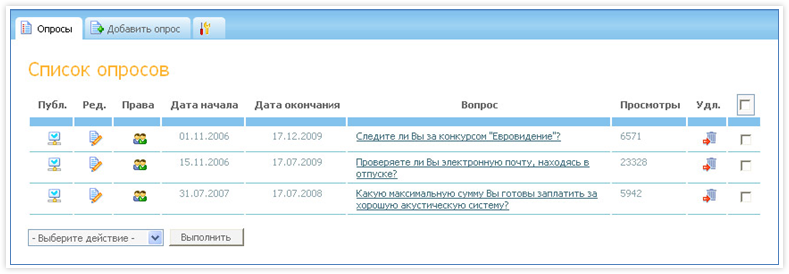 Опросы Добавить опрос
Список опросов
Публ. Ред. Права Дата начала Дата окончания Вопрос Просмотры Удл.
01.11.2006 17.12.2009 Следите ли Вы за конкурсом "Евровидение"? 6571
15.11.2006 17.07.2009 Проверяете ли Вы электронную почту, находясь в 23328
отпуске?
31.07.2007 17.07.2008 Какую максимальную сумму Вы готовы заплатить за 5942
хорошую акустическую систему?
- Выберите действие - Выполнить